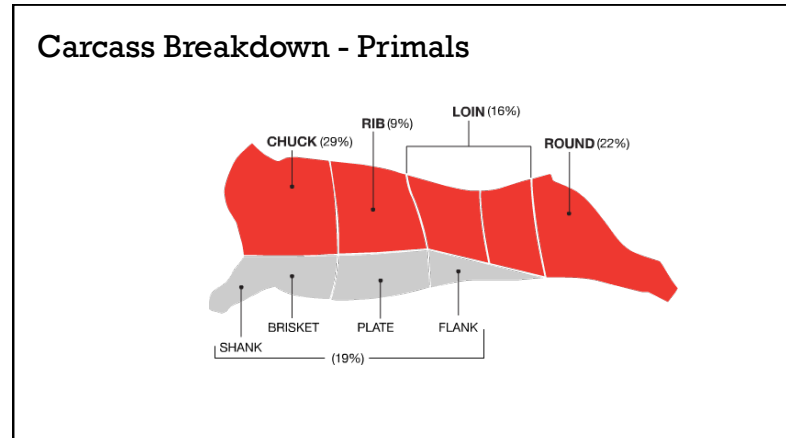 Carcass Breakdown - Primals
LOIN (16%)
RIB (9%)
CHUCK (29%)
ROUND (22%)
BRISKET
PLATE
FLANK
SHANK
(19%)